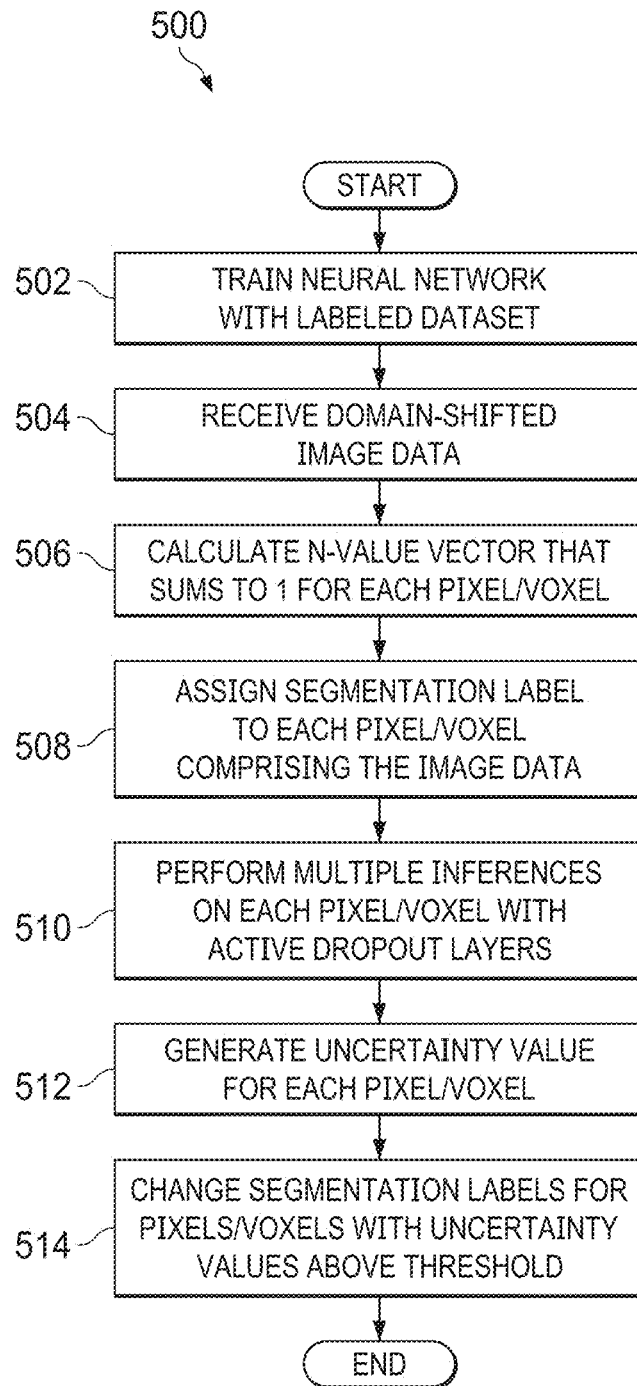 500
START
502
TRAIN NEURAL NETWORK
WITH LABELED DATASET
504
RECEIVE DOMAIN-SHIFTED
IMAGE DATA
506
CALCULATE N-VALUE VECTOR THAT
SUMS TO 1 FOR EACH PIXEL/VOXEL
508
ASSIGN SEGMENTATION LABEL
TO EACH PIXEL/VOXEL
COMPRISING THE IMAGE DATA
510
PERFORM MULTIPLE INFERENCES
ON EACH PIXEL/VOXEL WITH
ACTIVE DROPOUT LAYERS
512
GENERATE UNCERTAINTY VALUE
FOR EACH PIXEL/VOXEL
514
CHANGE SEGMENTATION LABELS FOR
PIXELS/VOXELS WITH UNCERTAINTY
VALUES ABOVE THRESHOLD
END